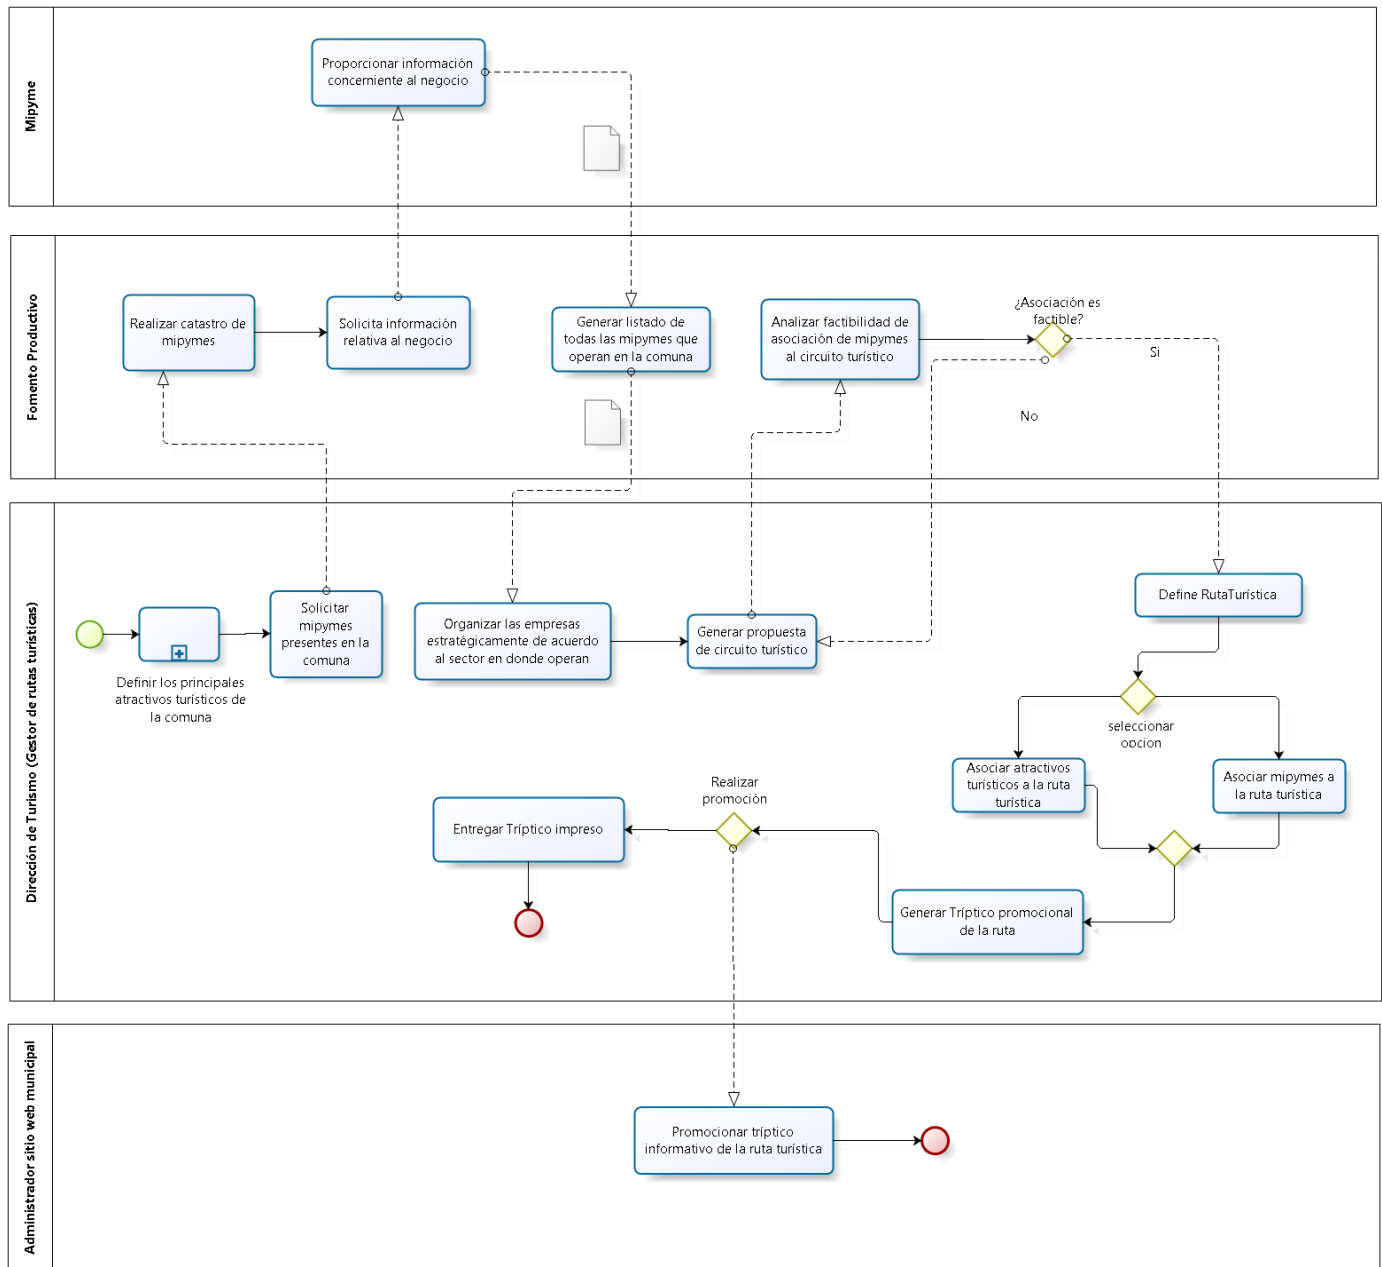 Mipyme
Proporcionar información
concerniente al negocio
Fomento Productivo
Realizar catastro de
mipymes
Solicita información
relativa al negocio
Generar listado de
todas las mipymes que
operan en la comuna
Analizar factibilidad de
asociación de mipymes
al circuito turístico
¿Asociación es
factible?
Si
No
Dirección de Turismo (Gestor de rutas turísticas)
Definir los principales
atractivos turísticos de
la comuna
Solicitar
mipymes
presentes en la
comuna
Organizar las empresas
estratégicamente de acuerdo
al sector en donde operan
Generar propuesta
de circuito turístico
Define RutaTurística
seleccionar
opcion
Asociar atractivos
turísticos a la ruta
turística
Asociar mipymes a
la ruta turística
Realizar
promoción
Entregar Tríptico impreso
Generar Tríptico promocional
de la ruta
Administrador sitio web municipal
Promocionar tríptico
informativo de la ruta turística